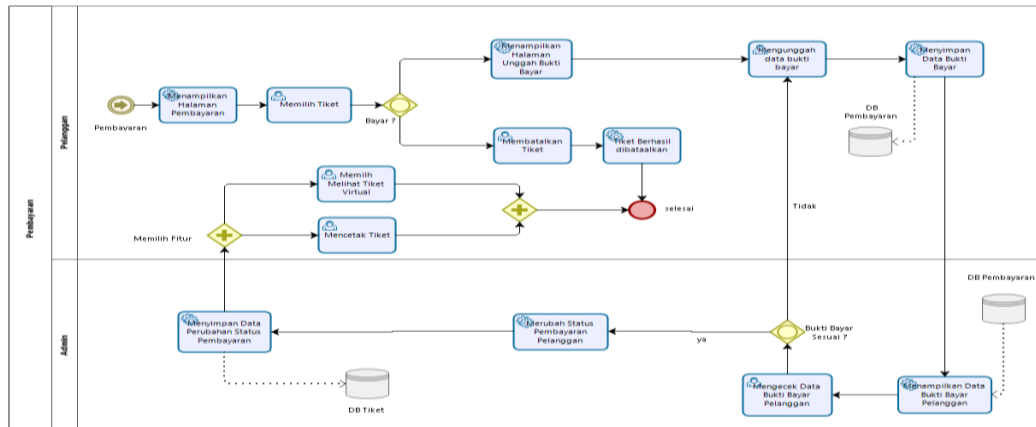 Pembayaran
Pelanggan
Admin
Pembayaran
Menampilkan
Halaman
Pembayaran
Memilih Tiket
Bayar ?
Menampilkan
Halaman
Unggah Bukti
Bayar
Mengunggah
data bukti
bayar
Menyimpan
Data Bukti
Bayar
DB
Pembayaran
Membatalkan
Tiket
Tiket Berhasil
dibataalkan
selesai
Memilih Fitur
Memilh
Melihat Tiket
Virtual
Mencetak Tiket
Tidak
DB Pembayaran
Menyimpan Data
Perubahan Status
Pembayaran
DB Tiket
Merubah Status
Pembayaran
Pelanggan
ya
Bukti Bayar
Sesuai ?
Mengecek Data
Bukti Bayar
Pelanggan
Menampilkan Data
Bukti Bayar
Pelanggan